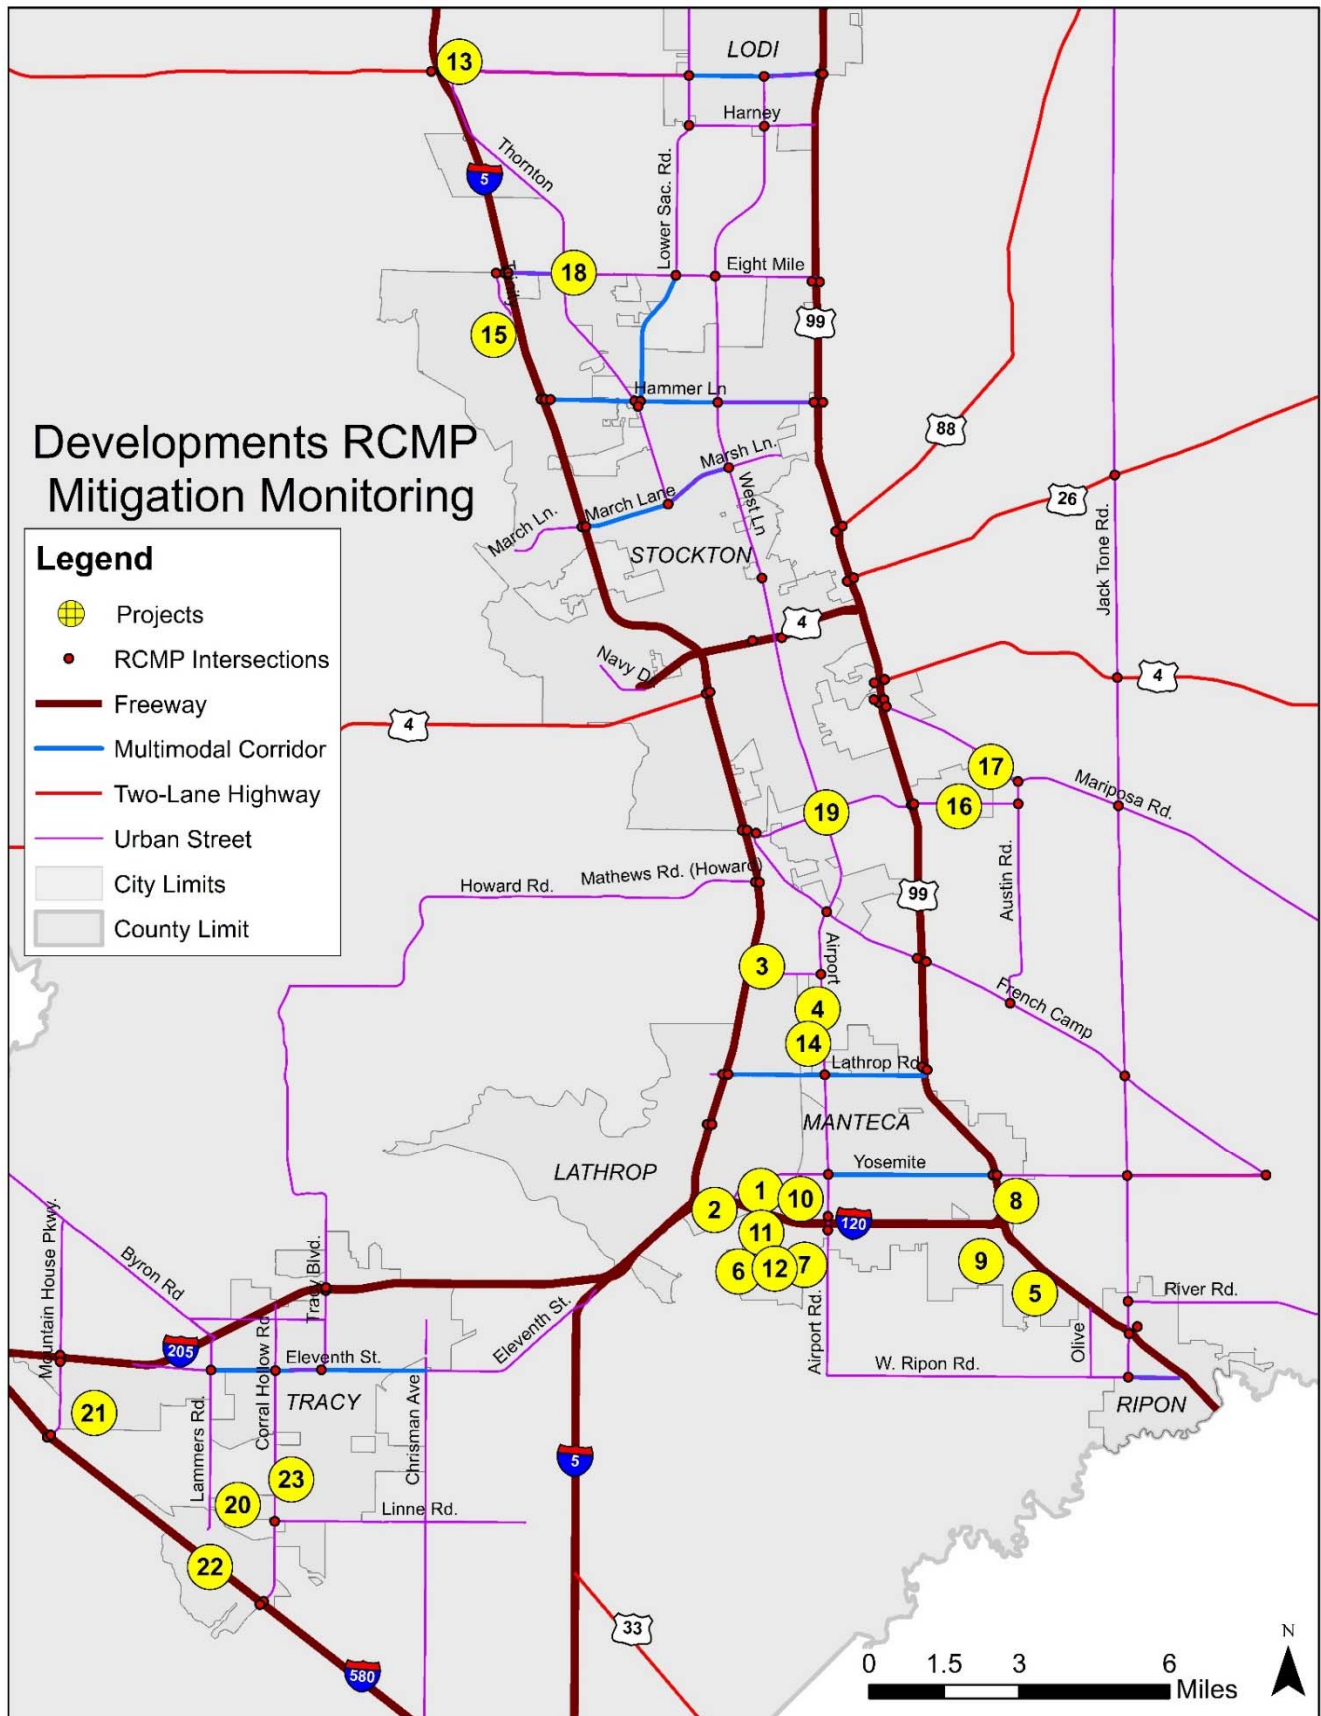 LODI
13
Harney
Thornton
5
Lower Sac. Rd.
Eight Mile
18
99
15
Hammer Ln
Developments RCMP
Mitigation Monitoring
88
Marsh Ln.
26
March Lane
West Ln
March Ln.
STOCKTON
Jack Tone Rd.
Legend
Projects
RCMP Intersections
Freeway
Multimodal Corridor
Two-Lane Highway
Urban Street
City Limits
County Limit
4
Navy D
4
4
17
Mariposa Rd.
16
19
Austin Rd.
Mathews Rd. (Howard)
Howard Rd.
99
Airport
3
French Camp
4
14
Lathrop Rd
MANTECA
Yosemite
LATHROP
1
10
8
2
120
11
6
12
7
9
5
Mountain House Pkwy.
Byron Rd
Tracy Blvd.
River Rd.
Olive
Airport Rd.
Eleventh St.
205
Eleventh St.
Corral Hollow Rd
W. Ripon Rd.
TRACY
RIPON
21
Lammers Rd.
Chrisman Ave
5
23
20
Linne Rd.
22
33
580
N
0 1.5 3 6
Miles